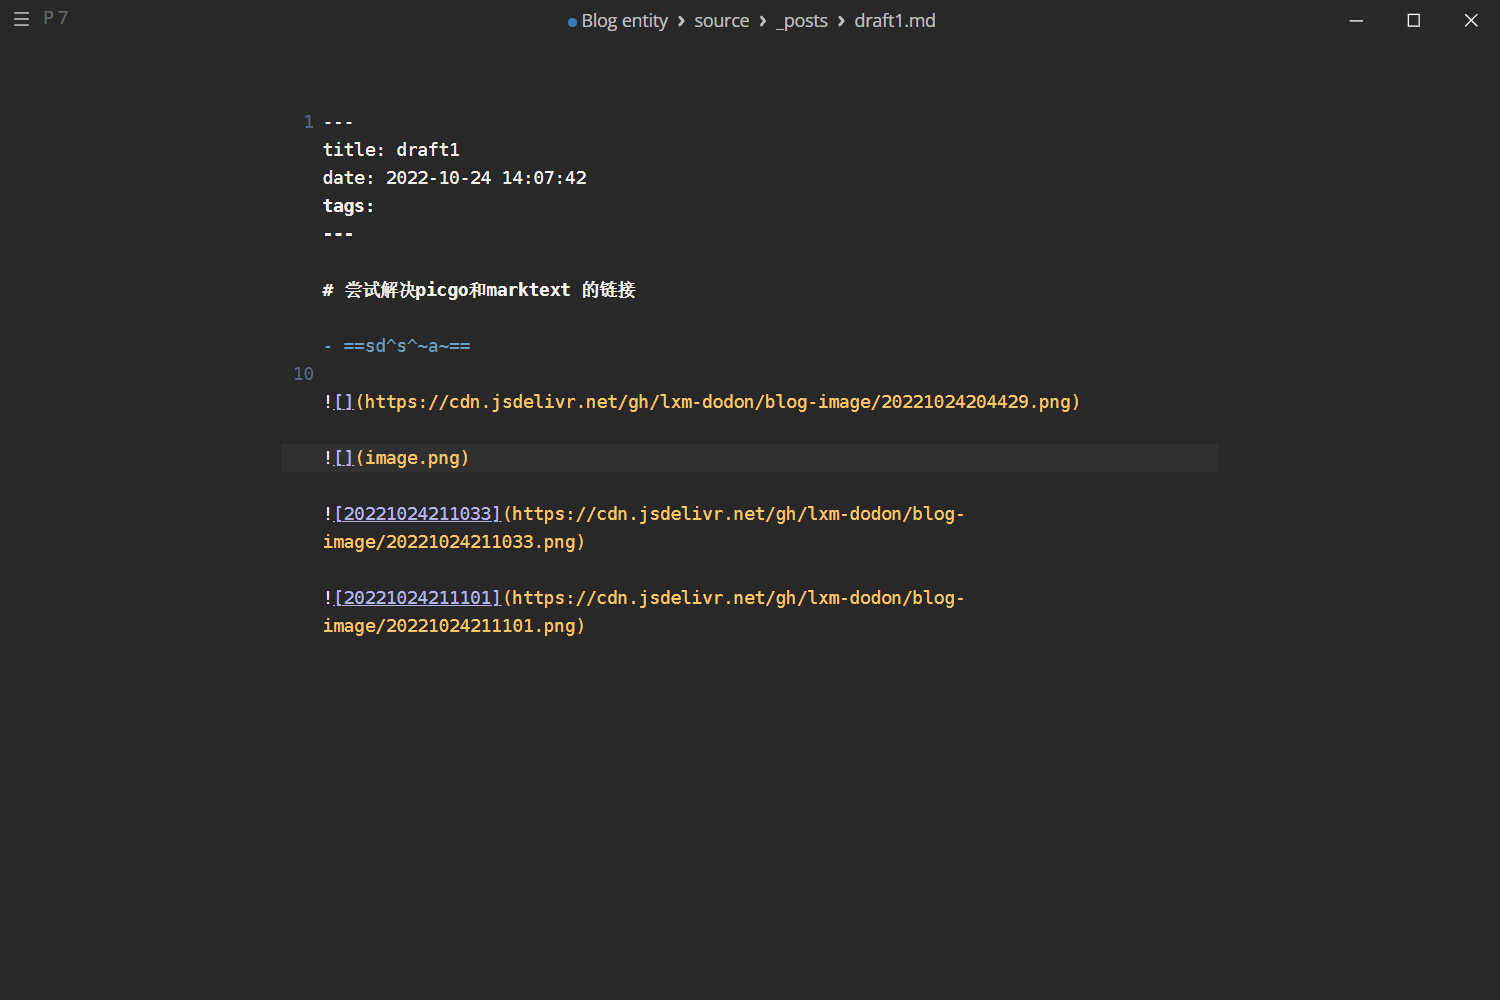 P 7
Blog entity › source › _posts › draft1.md
1 ---
title: draft1
date: 2022-10-24 14:07:42
tags:
---
# 尝试解决picgo和marktext 的链接
- ==sd^s^~a~==
10
![](https://cdn.jsdelivr.net/gh/lxm-dodon/blog-image/20221024204429.png)
![](image.png)
![20221024211033](https://cdn.jsdelivr.net/gh/lxm-dodon/blog-
image/20221024211033.png)
![20221024211101](https://cdn.jsdelivr.net/gh/lxm-dodon/blog-
image/20221024211101.png)